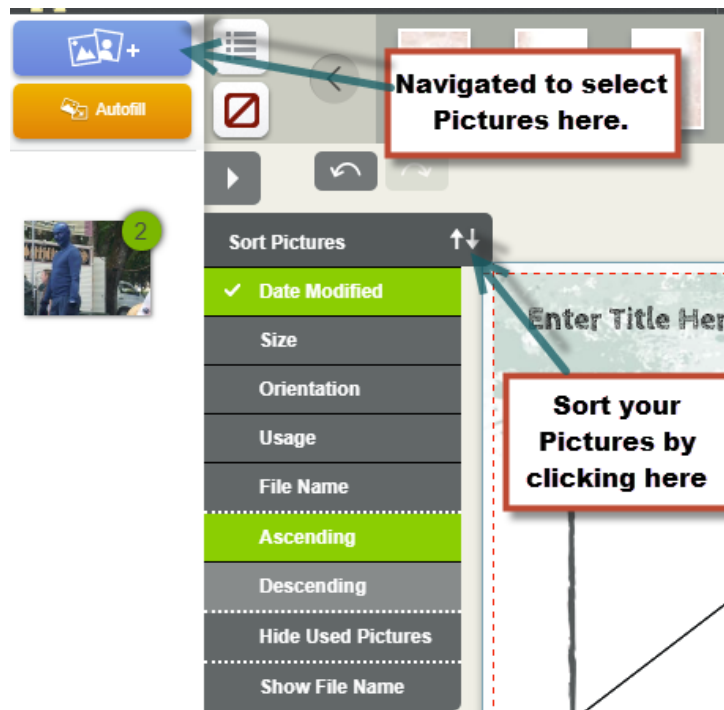 +
Autofill
Navigated to select
Pictures here.
2
Sort Pictures
Date Modified
Size
Orientation
Usage
File Name
Ascending
Descending
Hide Used Pictures
Show File Name
Enter Title Her
Sort your
Pictures by
clicking here